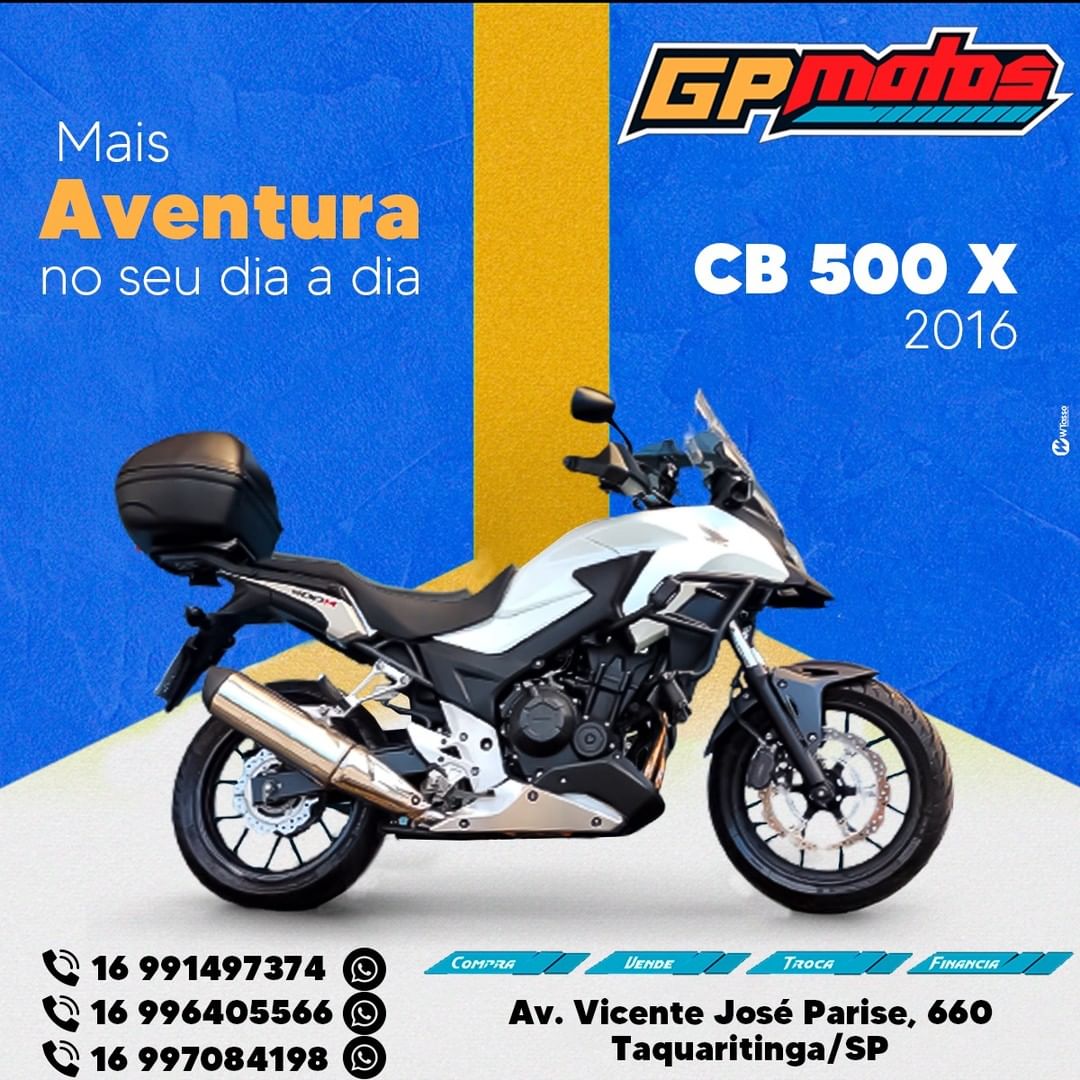 GPmotos
Mais
Aventura
no seu dia a dia
CB 500 X
2016
WTasso
16 991497374
16 996405566
16 997084198
COMPRA
VENDE
TROCA
FINANCIA
Av. Vicente José Parise, 660
Taquaritinga/SP